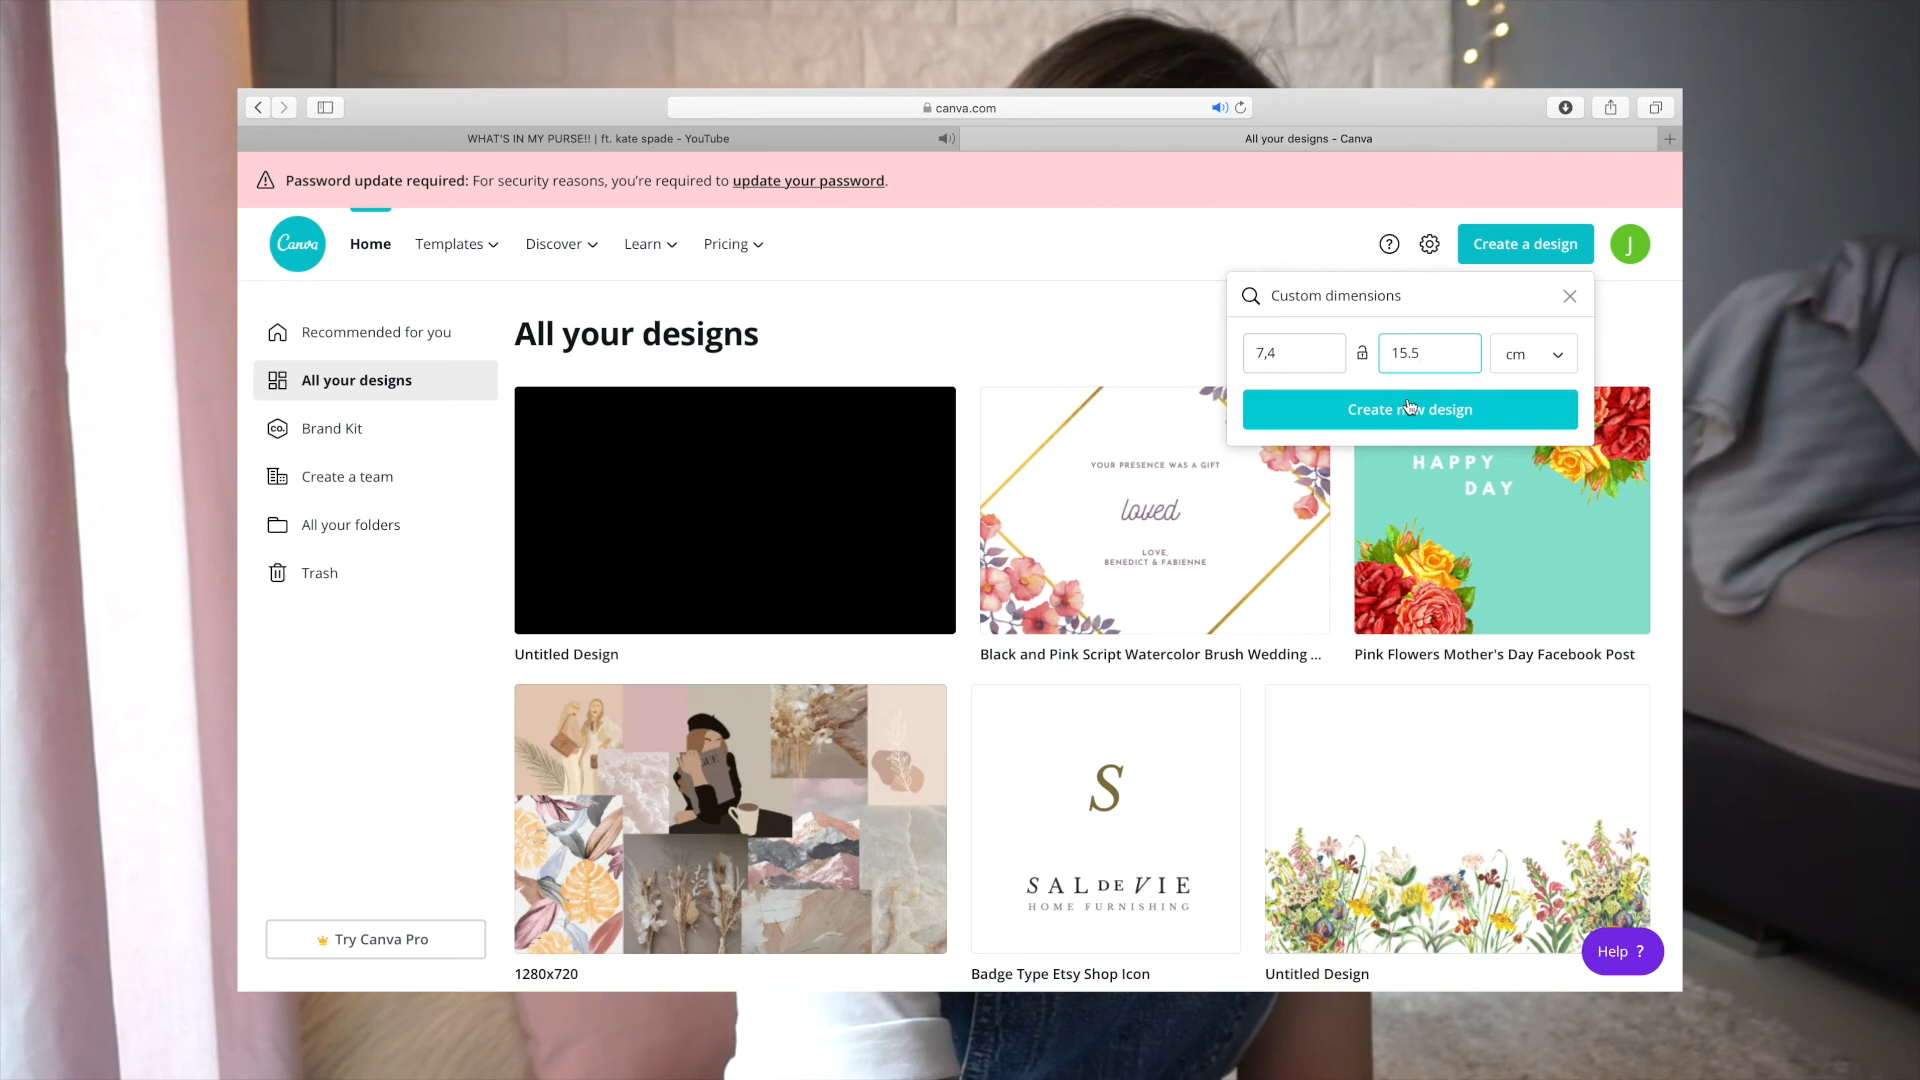 canva.com
WHAT'S IN MY PURSE!! | ft. kate spade - YouTube
All your designs - Canva
Password update required: For security reasons, you're required to update your password.
Canva
Home
Templates
Discover
Learn
Pricing
?
Create a design
J
Custom dimensions
7,4
15.5
cm
Create new design
Recommended for you
All your designs
CO.
Brand Kit
Create a team
All your folders
Trash
Try Canva Pro
All your designs
YOUR PRESENCE WAS A GIFT
loved
LOVE,
BENEDICT & FABIENNE
HAPPY
DAY
Untitled Design
Black and Pink Script Watercolor Brush Wedding ...
Pink Flowers Mother's Day Facebook Post
S
SAL DE VIE
HOME FURNISHING
1280x720
Badge Type Etsy Shop Icon
Untitled Design
Help ?